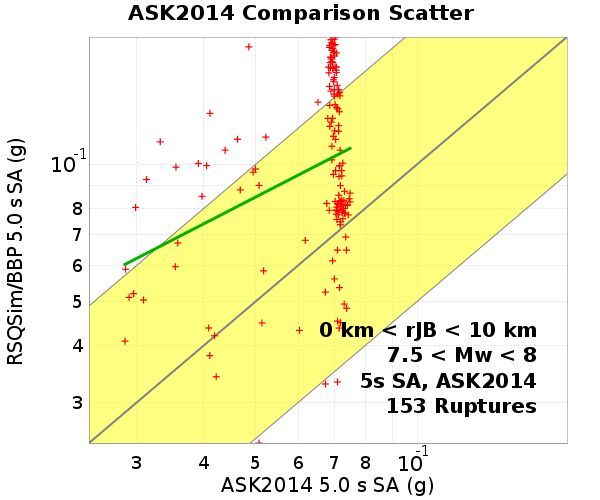 ASK2014 Comparison Scatter
RSQSim/BBP 5.0 s SA (g)
10-1
8
7
6
5
4
3
0 km < rJB < 10 km
7.5 < Mw < 8
5s SA, ASK2014
153 Ruptures
3 4 5 6 7 8 10-1
ASK2014 5.0 s SA (g)